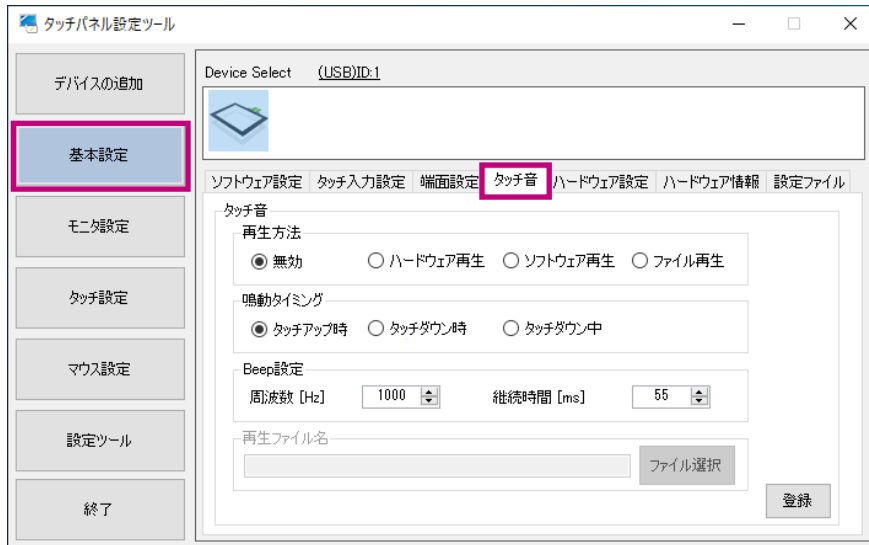 タッチパネル設定ツール
デバイスの追加
基本設定
モニタ設定
タッチ設定
マウス設定
設定ツール
終了
Device Select (USB)ID:1
ソフトウェア設定 タッチ入力設定 端面設定 タッチ音 ハードウェア設定 ハードウェア情報 設定ファイル
タッチ音
再生方法
無効 ハードウェア再生 ソフトウェア再生 ファイル再生
鳴動タイミング
タッチアップ時 タッチダウン時 タッチダウン中
Beep設定
周波数 [Hz] 1000 継続時間 [ms] 55
再生ファイル名
ファイル選択
登録